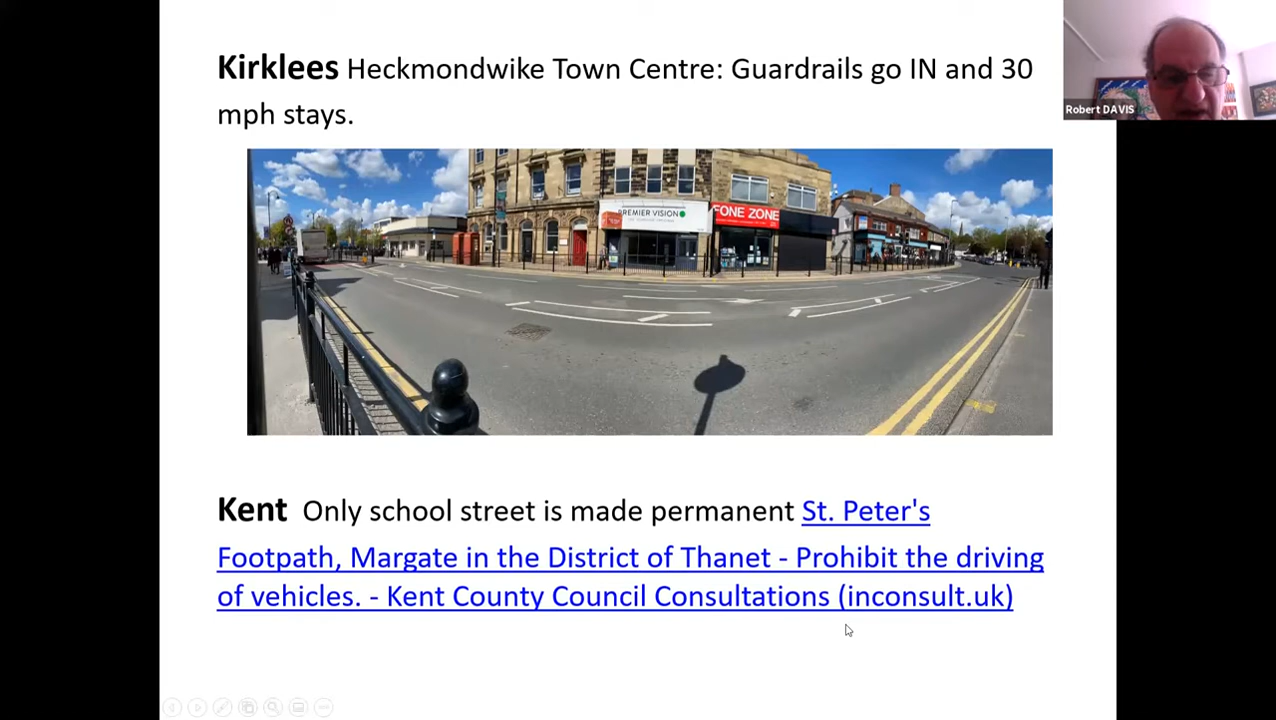 Kirklees Heckmondwike Town Centre: Guardrails go IN and 30
mph stays.
Robert DAVIS
PREMIER VISION
FONE ZONE
Kent Only school street is made permanent St. Peter's
Footpath, Margate in the District of Thanet - Prohibit the driving
of vehicles. - Kent County Council Consultations (inconsult.uk)